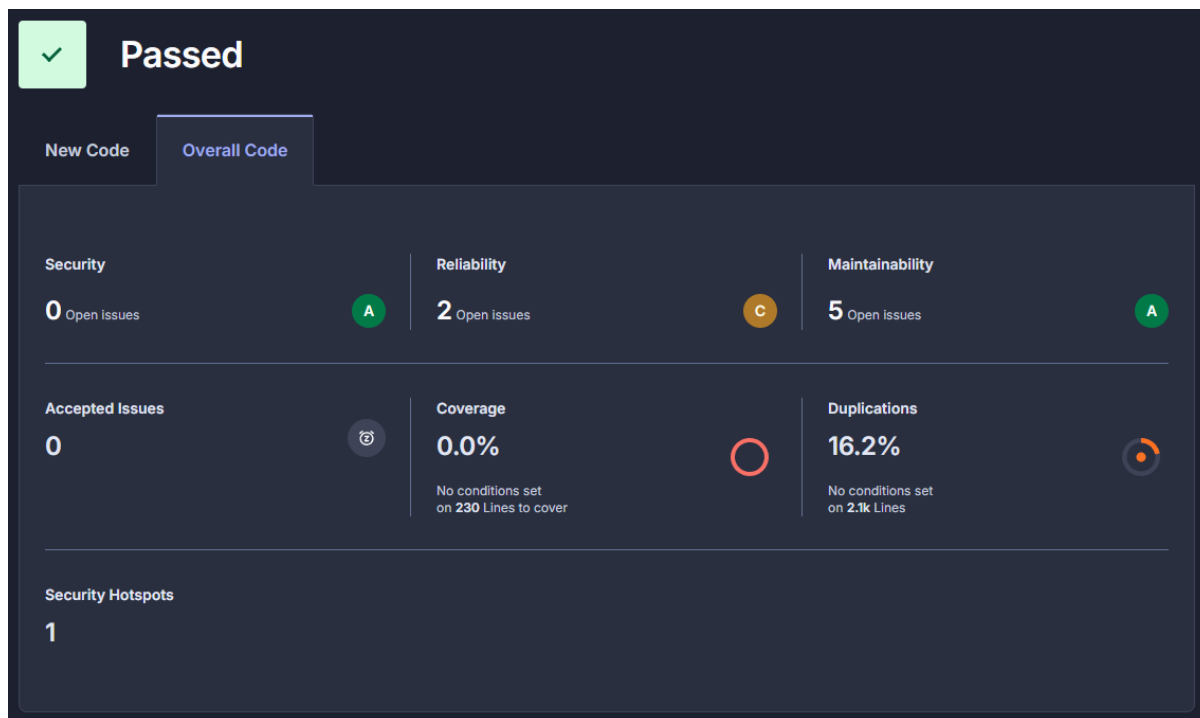 Passed
New Code
Overall Code
Security
0 Open issues
A
Reliability
2 Open issues
C
Maintainability
5 Open issues
A
Accepted Issues
0
Coverage
0.0%
No conditions set
on 230 Lines to cover
Duplications
16.2%
No conditions set
on 2.1k Lines
Security Hotspots
1